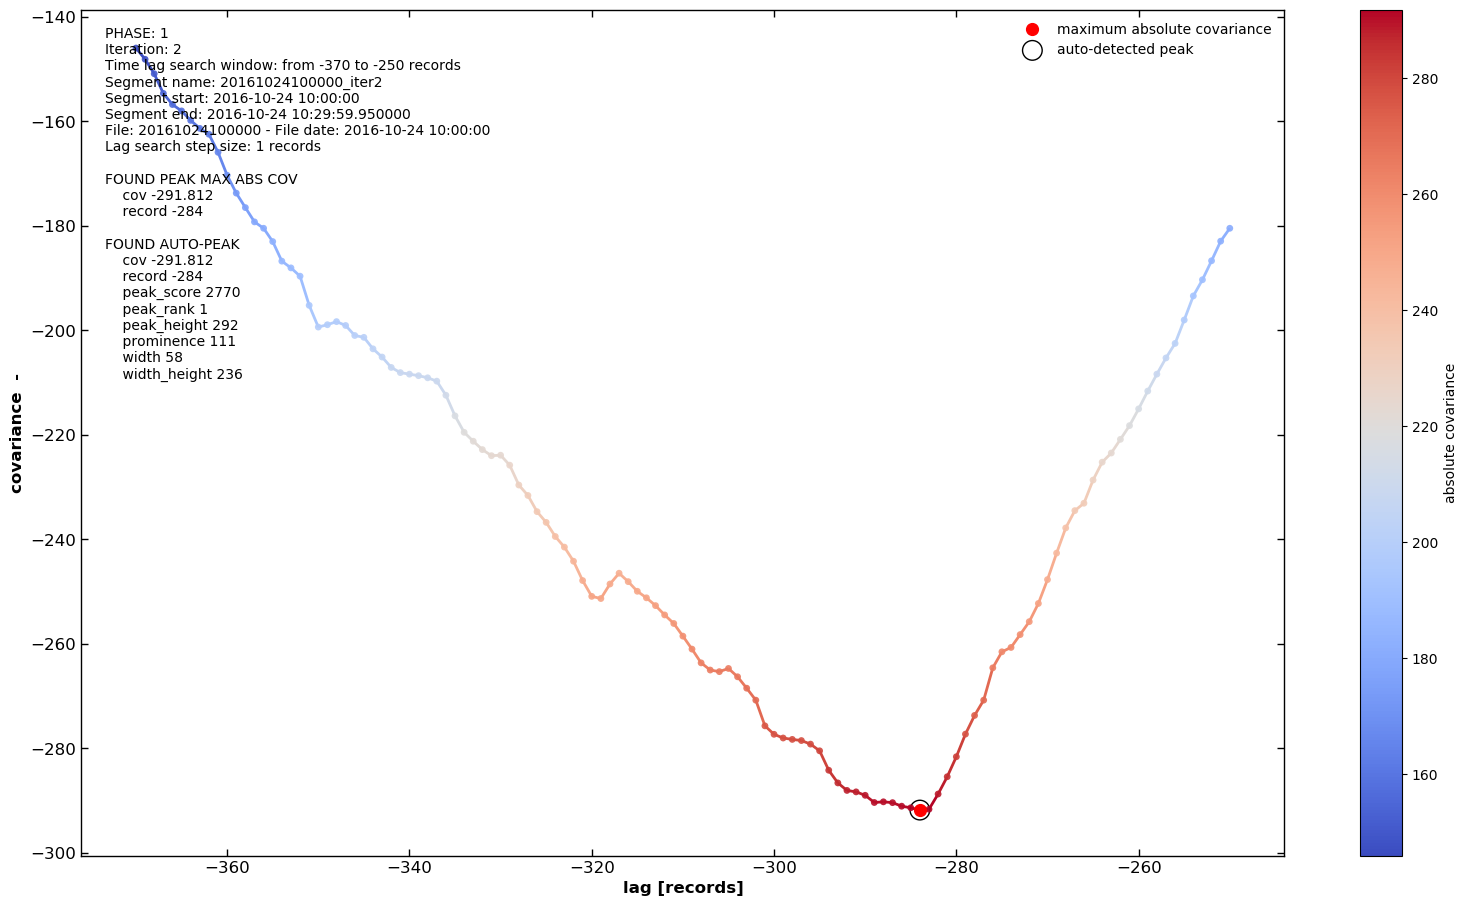 PHASE: 1
Iteration: 2
Time lag search window: from -370 to -250 records
Segment name: 20161024100000_iter2
Segment start: 2016-10-24 10:00:00
Segment end: 2016-10-24 10:29:59.950000
File: 20161024100000 - File date: 2016-10-24 10:00:00
Lag search step size: 1 records
FOUND PEAK MAX ABS COV
cov -291.812
record -284
FOUND AUTO-PEAK
cov -291.812
record -284
peak_score 2770
peak_rank 1
peak_height 292
prominence 111
width 58
width_height 236
maximum absolute covariance
auto-detected peak
−140
−160
−180
−200
−220
−240
−260
−280
−300
covariance -
−360 −340 −320 −300 −280 −260
lag [records]
280
260
240
220
200
180
160
absolute covariance